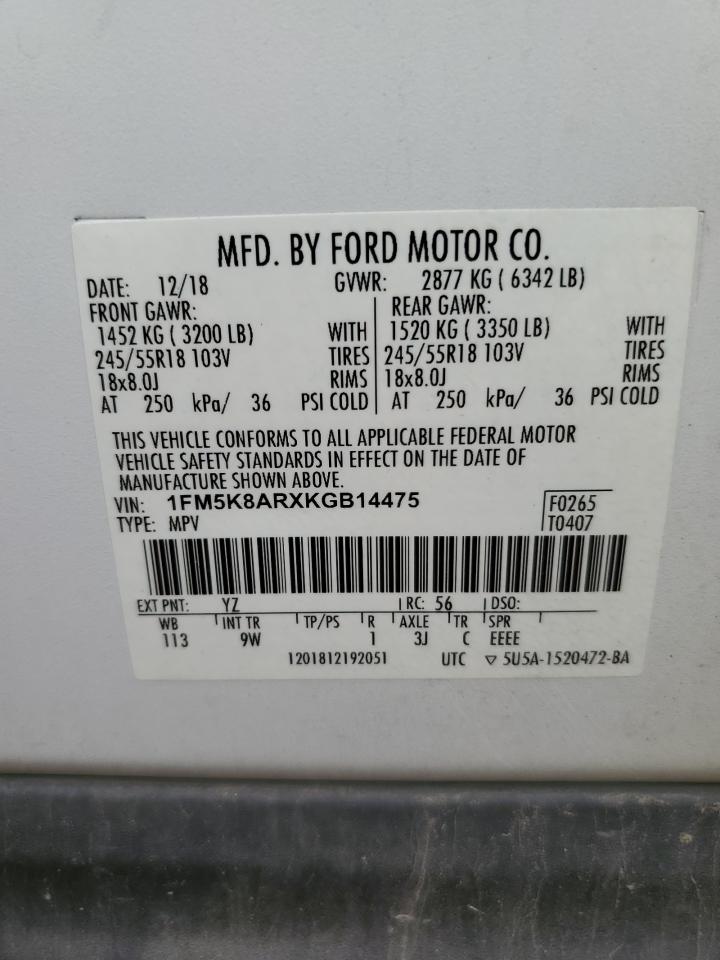 MFD. BY FORD MOTOR CO.
DATE: 12/18 GVWR: 2877 KG ( 6342 LB)
FRONT GAWR: REAR GAWR:
1452 KG ( 3200 LB) WITH 1520 KG ( 3350 LB) WITH
245/55R18 103V TIRES 245/55R18 103V TIRES
18x8.0J RIMS 18x8.0J RIMS
AT 250 kPa/ 36 PSI COLD AT 250 kPa/ 36 PSI COLD
THIS VEHICLE CONFORMS TO ALL APPLICABLE FEDERAL MOTOR
VEHICLE SAFETY STANDARDS IN EFFECT ON THE DATE OF
MANUFACTURE SHOWN ABOVE.
VIN: 1FM5K8ARXKGB14475 F0265
TYPE: MPV T0407
EXT PNT: YZ RC: 56 DSO:
WB INT TR TP/PS R AXLE TR SPR
113 9W 1 3J C EEEE
1201812192051 UTC ▽ 5U5A-1520472-BA